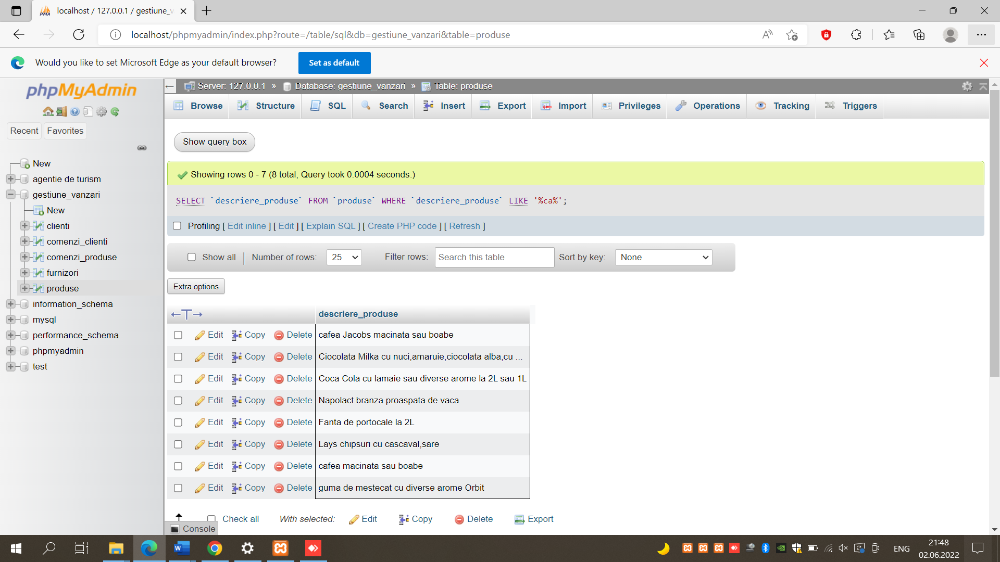 localhost / 127.0.0.1 / gestiune_v
localhost/phpmyadmin/index.php?route=/table/sql&db=gestiune_vanzari&table=produse
Would you like to set Microsoft Edge as your default browser?
Set as default
phpMyAdmin
Recent
Favorites
New
agentie de turism
gestiune_vanzari
New
clienti
comenzi_clienti
comenzi_produse
furnizori
produse
information_schema
mysql
performance_schema
phpmyadmin
test
Server: 127.0.0.1 » Database: gestiune_vanzari » Table: produse
Browse Structure SQL Search Insert Export Import Privileges Operations Tracking Triggers
Show query box
Showing rows 0 - 7 (8 total, Query took 0.0004 seconds.)
SELECT `descriere_produse` FROM `produse` WHERE `descriere_produse` LIKE '%ca%';
Profiling [ Edit inline ] [ Edit ] [ Explain SQL ] [ Create PHP code ] [ Refresh ]
Show all Number of rows: 25 Filter rows: Search this table Sort by key: None
Extra options
←T→ descriere_produse
Edit Copy Delete cafea Jacobs macinata sau boabe
Edit Copy Delete Ciocolata Milka cu nuci,amaruie,ciocolata alba,cu ...
Edit Copy Delete Coca Cola cu lamaie sau diverse arome la 2L sau 1L
Edit Copy Delete Napolact branza proaspata de vaca
Edit Copy Delete Fanta de portocale la 2L
Edit Copy Delete Lays chipsuri cu cascaval,sare
Edit Copy Delete cafea macinata sau boabe
Edit Copy Delete guma de mestecat cu diverse arome Orbit
Check all With selected: Edit Copy Delete Export
Console
ENG
21:48
02.06.2022